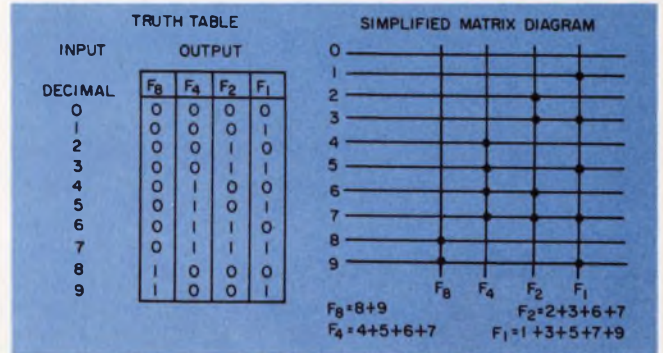 TRUTH TABLE
INPUT OUTPUT
DECIMAL F8 F4 F2 F1
0 0 0 0 0
1 0 0 0 1
2 0 0 1 0
3 0 0 1 1
4 0 1 0 0
5 0 1 0 1
6 0 1 1 0
7 0 1 1 1
8 1 0 0 0
9 1 0 0 1
SIMPLIFIED MATRIX DIAGRAM
0
1
2
3
4
5
6
7
8
9
F8 F4 F2 F1
F8=8+9 F2=2+3+6+7
F4=4+5+6+7 F1=1+3+5+7+9